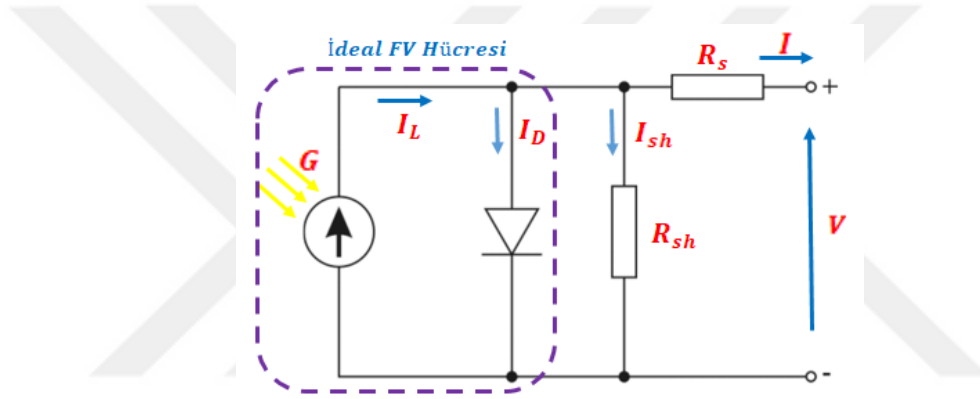 İdeal FV Hücresi
R_s
I
+
I_L
I_D
I_sh
G
R_sh
V
-